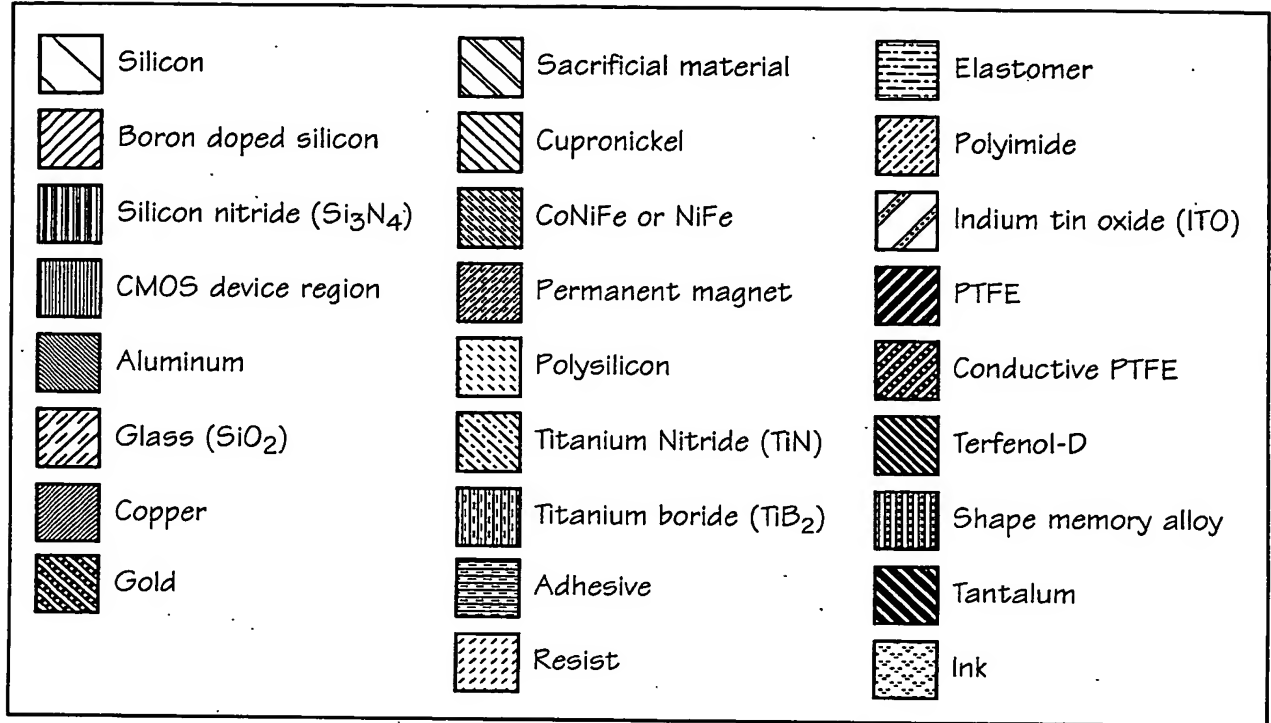 Silicon
Boron doped silicon
Silicon nitride (Si₃N₄)
CMOS device region
Aluminum
Glass (SiO₂)
Copper
Gold
Sacrificial material
Cupronickel
CoNiFe or NiFe
Permanent magnet
Polysilicon
Titanium Nitride (TiN)
Titanium boride (TiB₂)
Adhesive
Resist
Elastomer
Polyimide
Indium tin oxide (ITO)
PTFE
Conductive PTFE
Terfenol-D
Shape memory alloy
Tantalum
Ink